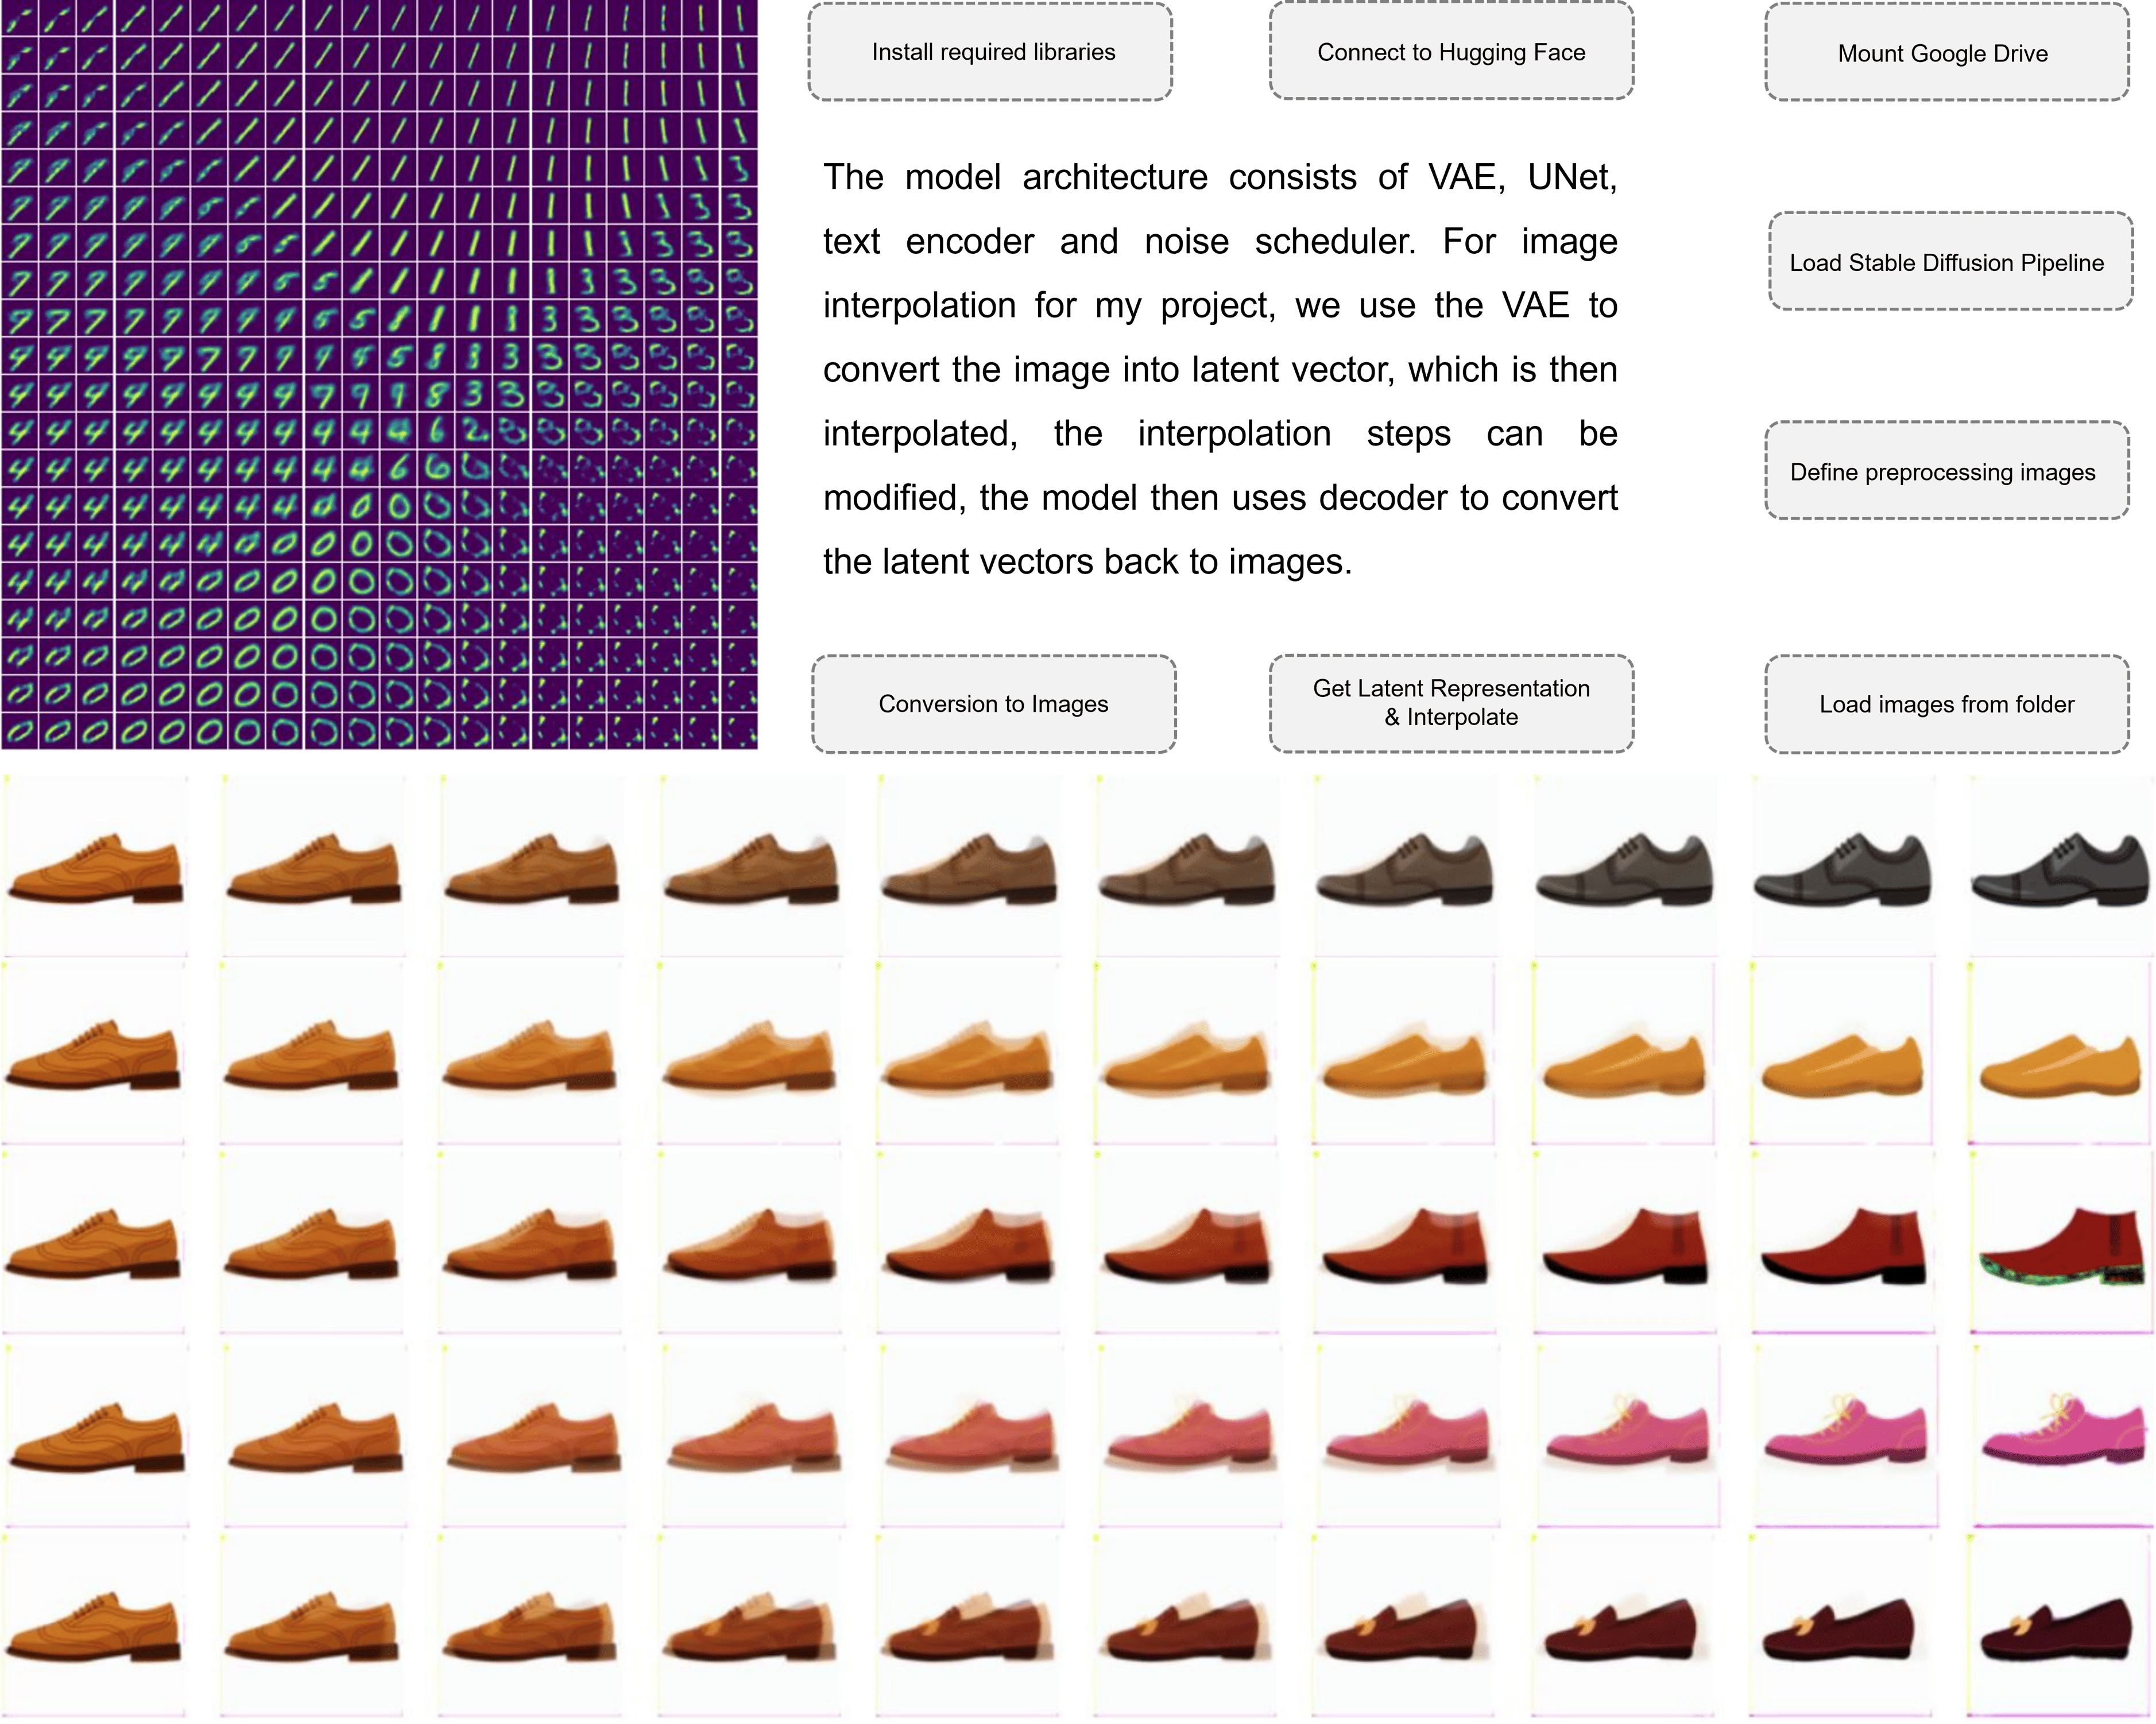 Install required libraries
Connect to Hugging Face
Mount Google Drive
The model architecture consists of VAE, UNet,
text encoder and noise scheduler. For image
interpolation for my project, we use the VAE to
convert the image into latent vector, which is then
interpolated, the interpolation steps can be
modified, the model then uses decoder to convert
the latent vectors back to images.
Load Stable Diffusion Pipeline
Define preprocessing images
Conversion to Images
Get Latent Representation
& Interpolate
Load images from folder